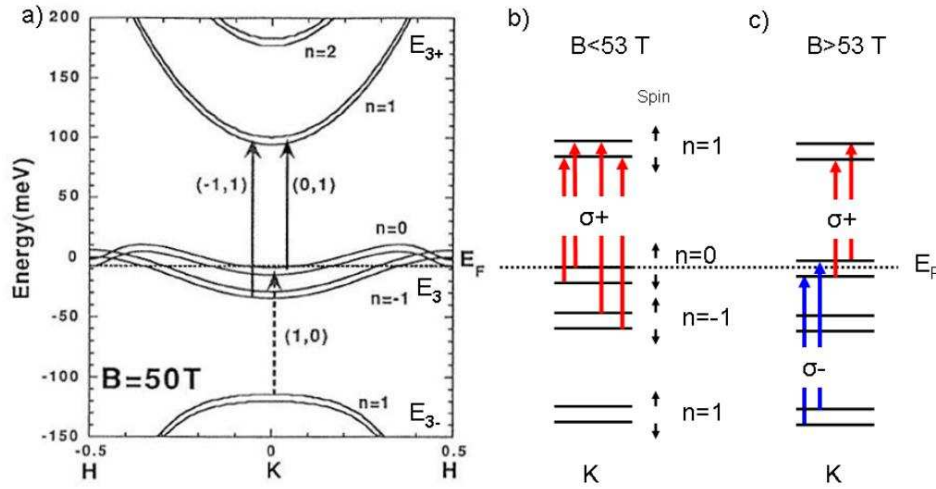 a)
b)
c)
B<53 T
B>53 T
200
150
100
50
0
-50
-100
-150
Energy(meV)
n=2
E3+
n=1
(-1,1)
(0,1)
n=0
EF
E3
n=-1
(1,0)
B=50T
n=1
E3-
-0.5
0
0.5
H
K
H
Spin
n=1
σ+
n=0
n=-1
n=1
K
σ+
EF
σ-
K